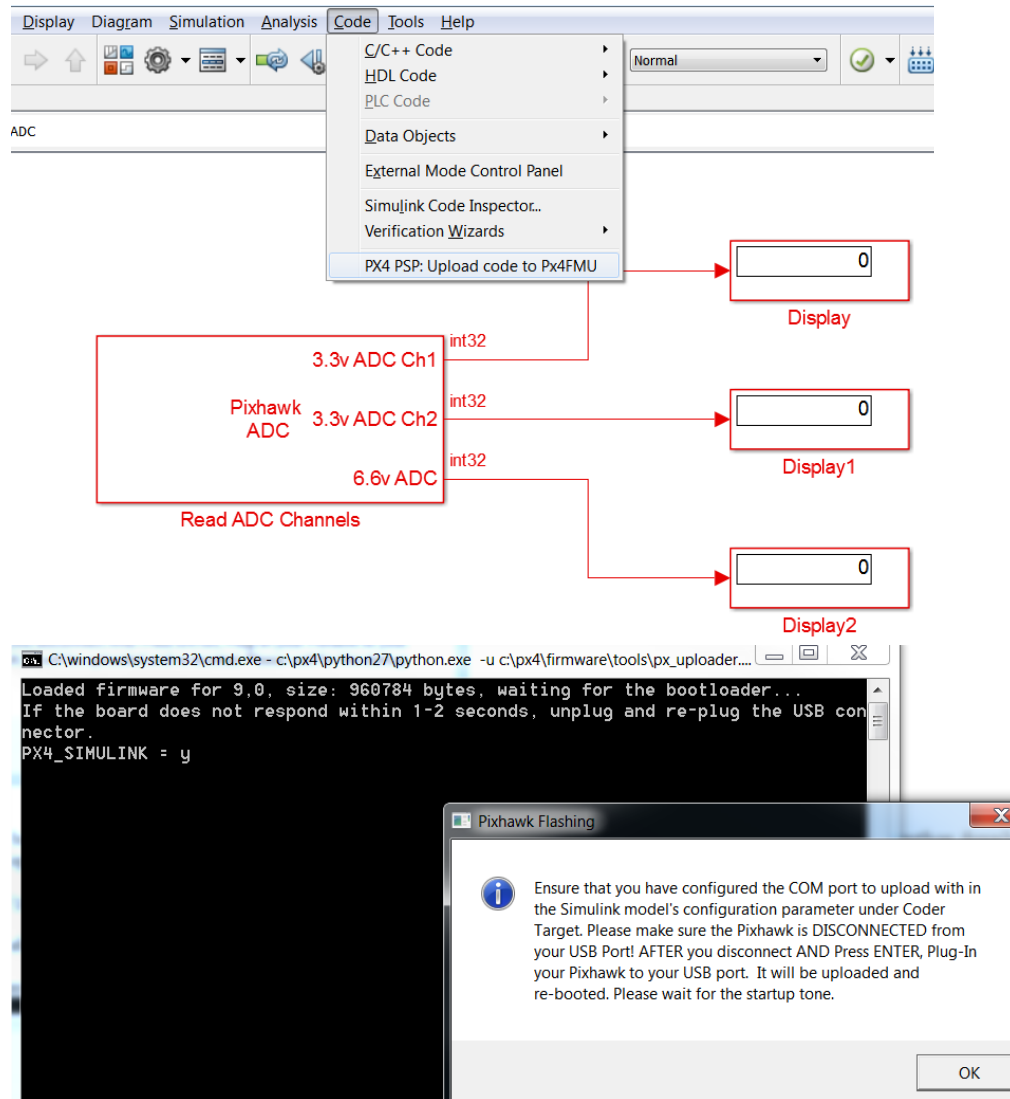 Display Diagram Simulation Analysis Code Tools Help
C/C++ Code
HDL Code
PLC Code
Data Objects
External Mode Control Panel
Simulink Code Inspector...
Verification Wizards
PX4 PSP: Upload code to Px4FMU
Normal
ADC
0
Display
int32
3.3v ADC Ch1
Pixhawk
ADC
int32
3.3v ADC Ch2
0
Display1
int32
6.6v ADC
Read ADC Channels
0
Display2
C:\windows\system32\cmd.exe - c:\px4\python27\python.exe -u c:\px4\firmware\tools\px_uploader....
Loaded firmware for 9,0, size: 960784 bytes, waiting for the bootloader...
If the board does not respond within 1-2 seconds, unplug and re-plug the USB con
nector.
PX4_SIMULINK = y
Pixhawk Flashing
Ensure that you have configured the COM port to upload with in
the Simulink model's configuration parameter under Coder
Target. Please make sure the Pixhawk is DISCONNECTED from
your USB Port! AFTER you disconnect AND Press ENTER, Plug-In
your Pixhawk to your USB port. It will be uploaded and
re-booted. Please wait for the startup tone.
OK